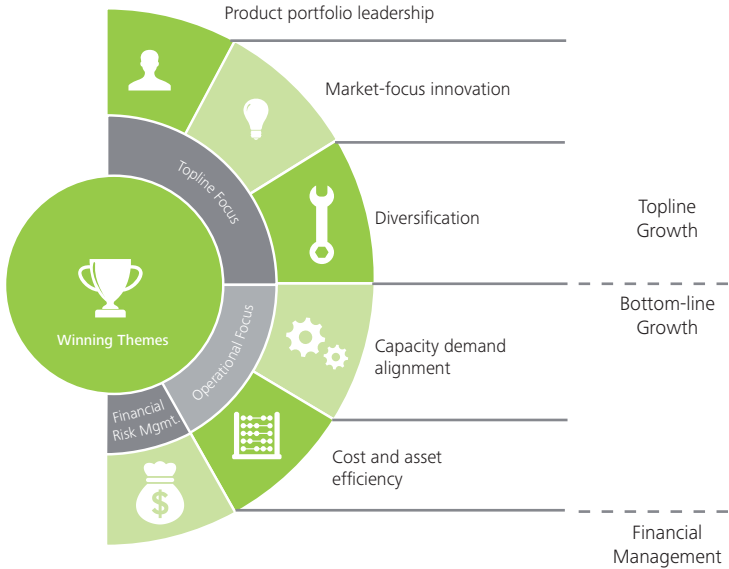 Product portfolio leadership
Market-focus innovation
Topline Focus
Diversification
Topline
Growth
Bottom-line
Growth
Winning Themes
Operational Focus
Capacity demand
alignment
Financial
Risk Mgmt.
Cost and asset
efficiency
$
Financial
Management